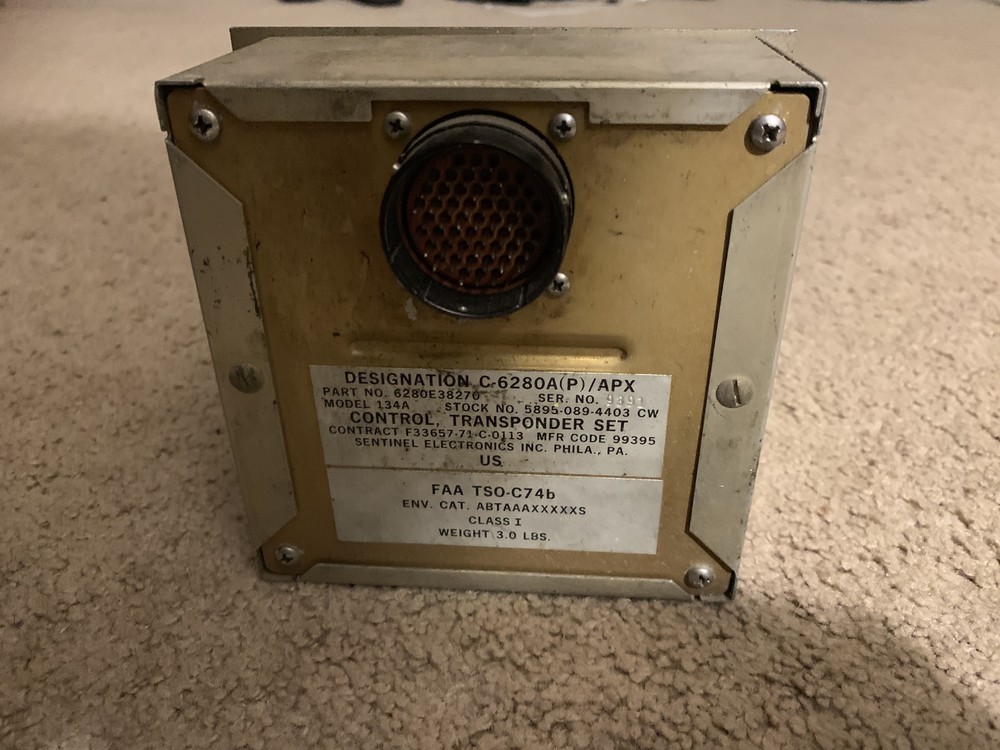 DESIGNATION C-6280A(P)/APX
PART NO. 6280E38270 SER. NO.
MODEL 134A STOCK NO. 5895-089-4403 CW
CONTROL, TRANSPONDER SET
CONTRACT F33657-71-C-0113 MFR CODE 99395
SENTINEL ELECTRONICS INC. PHILA., PA.
US
FAA TSO-C74b
ENV. CAT. ABTAAAXXXXXS
CLASS I
WEIGHT 3.0 LBS.